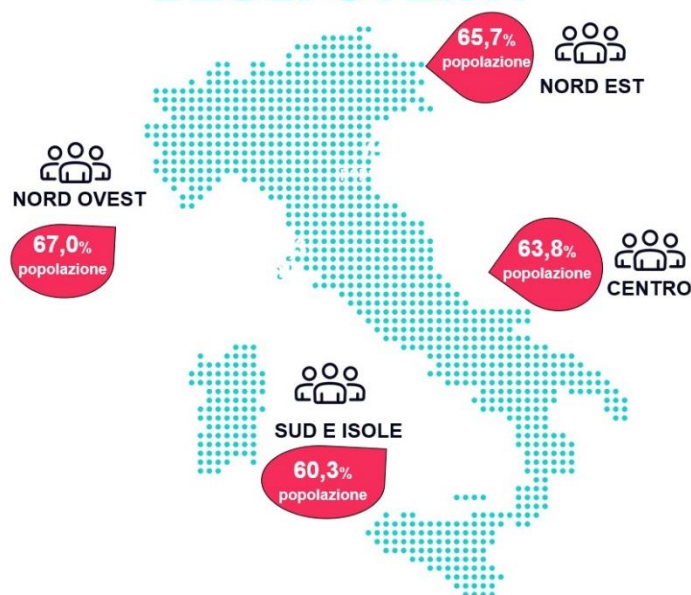 65,7%
popolazione
NORD EST
NORD OVEST
67,0%
popolazione
63,8%
popolazione
CENTRO
SUD E ISOLE
60,3%
popolazione